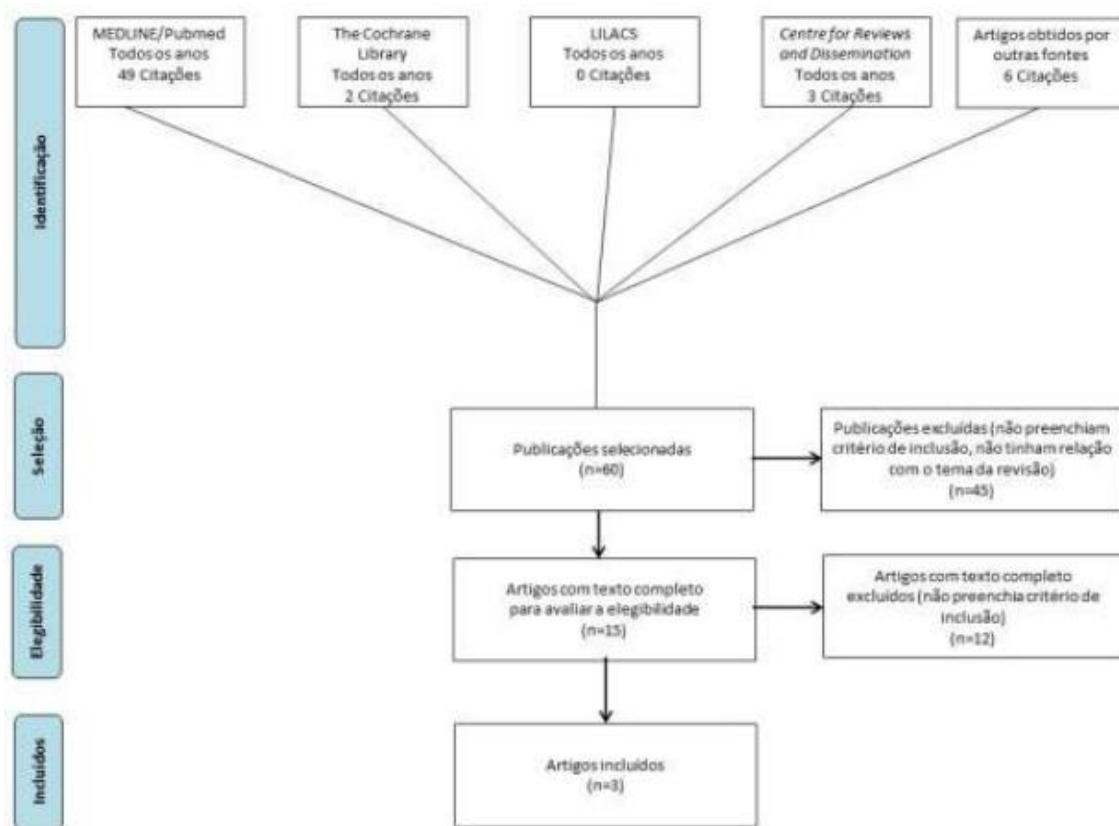 MEDLINE/Pubmed
Todos os anos
49 Citações
The Cochrane
Library
Todos os anos
2 Citações
LILACS
Todos os anos
0 Citações
Centre for Reviews
and Dissemination
Todos os anos
3 Citações
Artigos obtidos por
outras fontes
6 Citações
Identificação
Seleção
Publicações selecionadas
(n=60)
Publicações excluídas (não preenchiam
critério de inclusão, não tinham relação
com o tema da revisão)
(n=45)
Elegibilidade
Artigos com texto completo
para avaliar a elegibilidade
(n=15)
Artigos com texto completo
excluídos (não preenchia critério de
inclusão)
(n=12)
Incluídos
Artigos incluídos
(n=3)